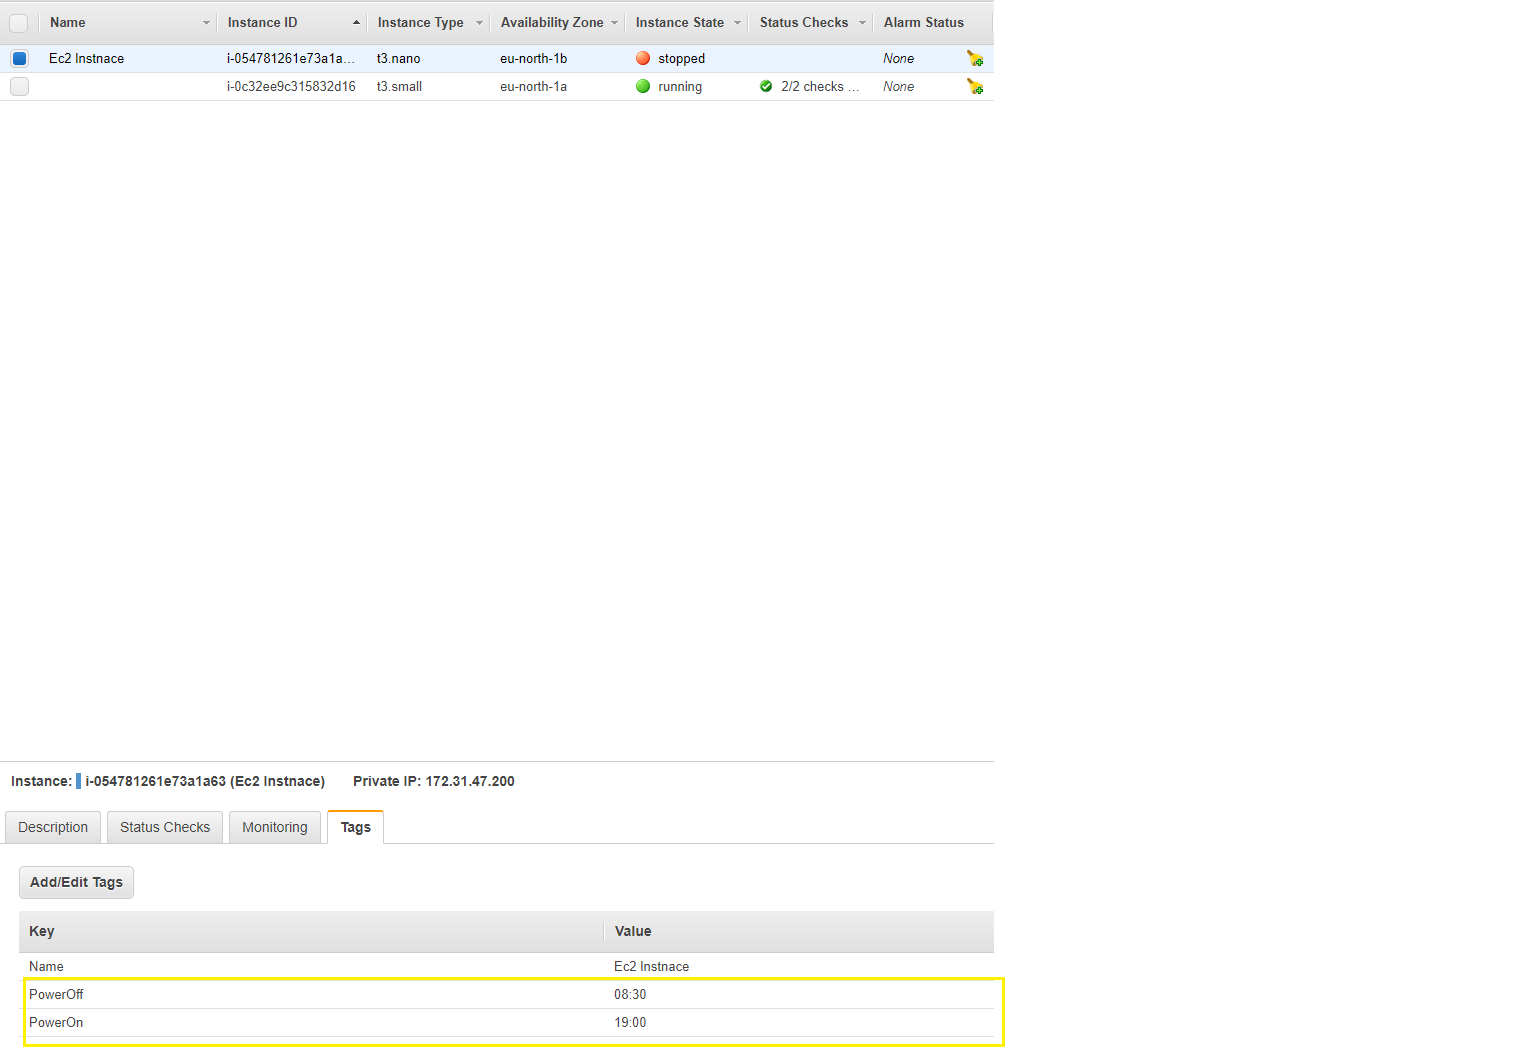 Name Instance ID Instance Type Availability Zone Instance State Status Checks Alarm Status
Ec2 Instnace i-054781261e73a1a... t3.nano eu-north-1b stopped None
i-0c32ee9c315832d16 t3.small eu-north-1a running 2/2 checks ... None
Instance: i-054781261e73a1a63 (Ec2 Instnace) Private IP: 172.31.47.200
Description Status Checks Monitoring Tags
Add/Edit Tags
Key Value
Name Ec2 Instnace
PowerOff 08:30
PowerOn 19:00